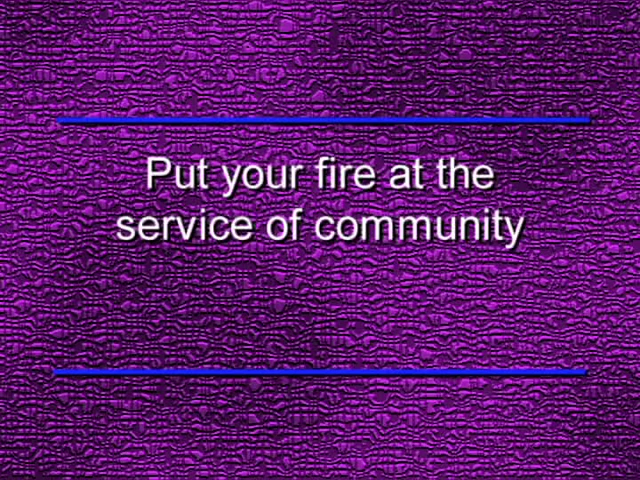 Put your fire at the
service of community